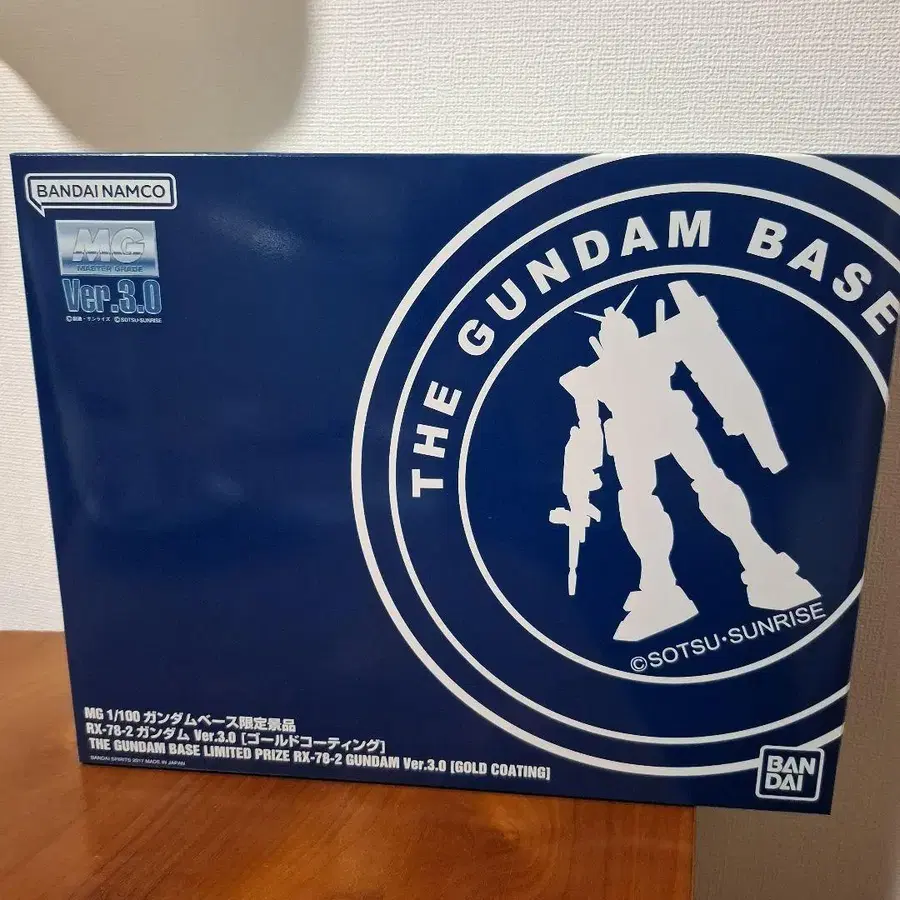 BANDAI NAMCO
MG
MASTER GRADE
Ver.3.0
©創通・サンライズ ©SOTSU・SUNRISE
THE GUNDAM BASE
©SOTSU・SUNRISE
MG 1/100 ガンダムベース限定景品
RX-78-2 ガンダム Ver.3.0 [ゴールドコーティング]
THE GUNDAM BASE LIMITED PRIZE RX-78-2 GUNDAM Ver.3.0 [GOLD COATING]
BANDAI SPIRITS 2017 MADE IN JAPAN
BAN
DAI